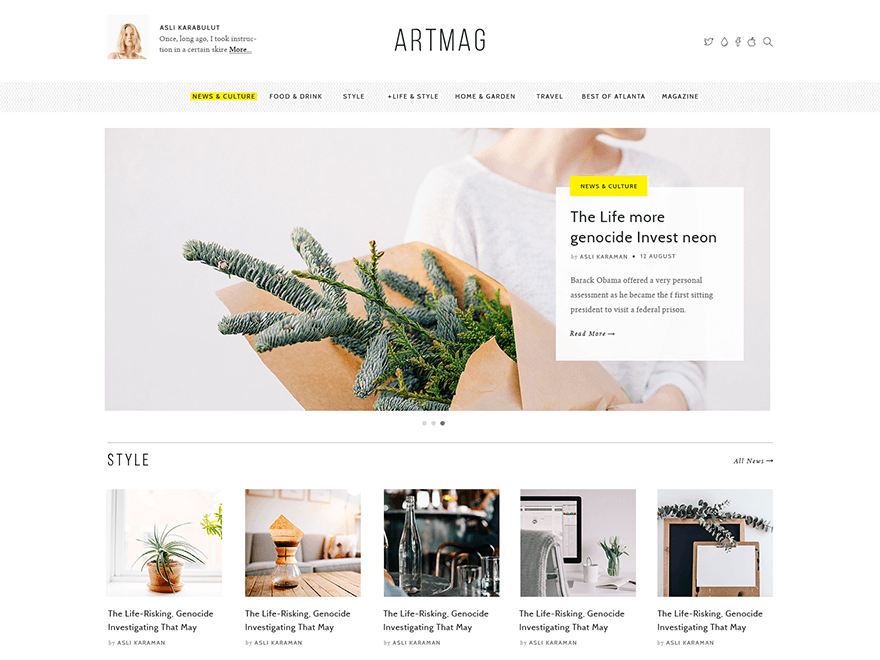 ASLI KARABULUT
Once, long ago, I took instruc-
tion in a certain skire More...
ARTMAG
NEWS & CULTURE FOOD & DRINK STYLE +LIFE & STYLE HOME & GARDEN TRAVEL BEST OF ATLANTA MAGAZINE
NEWS & CULTURE
The Life more
genocide Invest neon
by ASLI KARAMAN • 12 AUGUST
Barack Obama offered a very personal
assessment as he became the f first sitting
president to visit a federal prison.
Read More →
STYLE
All News →
The Life-Risking, Genocide
Investigating That May
by ASLI KARAMAN
The Life-Risking, Genocide
Investigating That May
by ASLI KARAMAN
The Life-Risking, Genocide
Investigating That May
by ASLI KARAMAN
The Life-Risking, Genocide
Investigating That May
by ASLI KARAMAN
The Life-Risking, Genocide
Investigating That May
by ASLI KARAMAN